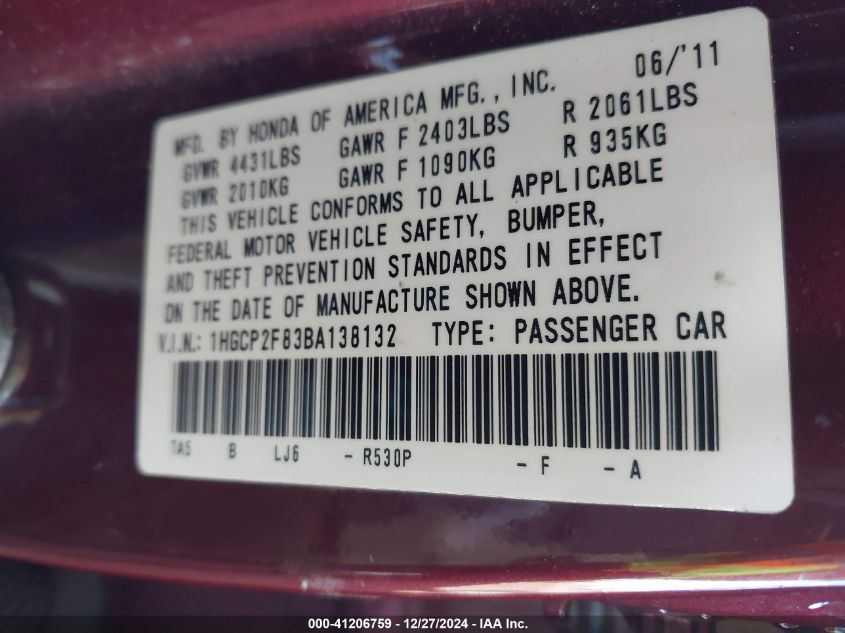 MFD. BY HONDA OF AMERICA MFG., INC. 06/'11
GVWR 4431LBS GAWR F 2403LBS R 2061LBS
GVWR 2010KG GAWR F 1090KG R 935KG
THIS VEHICLE CONFORMS TO ALL APPLICABLE
FEDERAL MOTOR VEHICLE SAFETY, BUMPER,
AND THEFT PREVENTION STANDARDS IN EFFECT
ON THE DATE OF MANUFACTURE SHOWN ABOVE.
V.I.N.: 1HGCP2F83BA138132 TYPE: PASSENGER CAR
TA5 B LJ6 - R530P - F - A
000-41206759 - 12/27/2024 - IAA Inc.